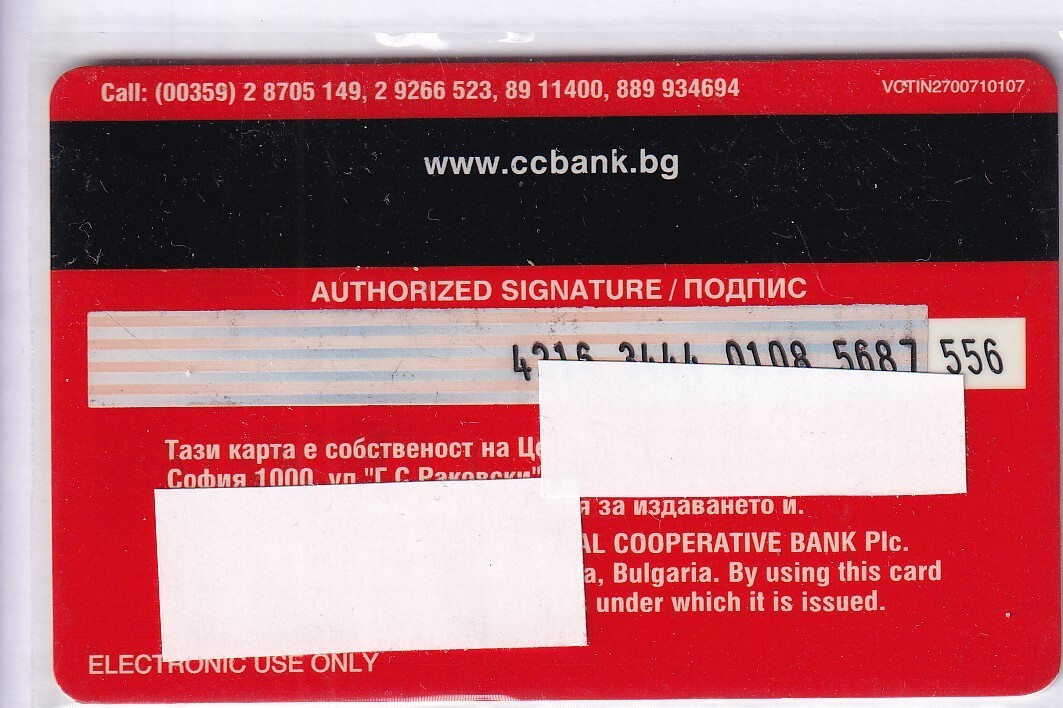 Call: (00359) 2 8705 149, 2 9266 523, 89 11400, 889 934694
VCTIN2700710107
www.ccbank.bg
AUTHORIZED SIGNATURE / ПОДПИС
Тази карта е собственост на
София 1000, ул "Г.С.Раковски"
за издаването й.
COOPERATIVE BANK Plc.
Bulgaria. By using this card
under which it is issued.
ELECTRONIC USE ONLY